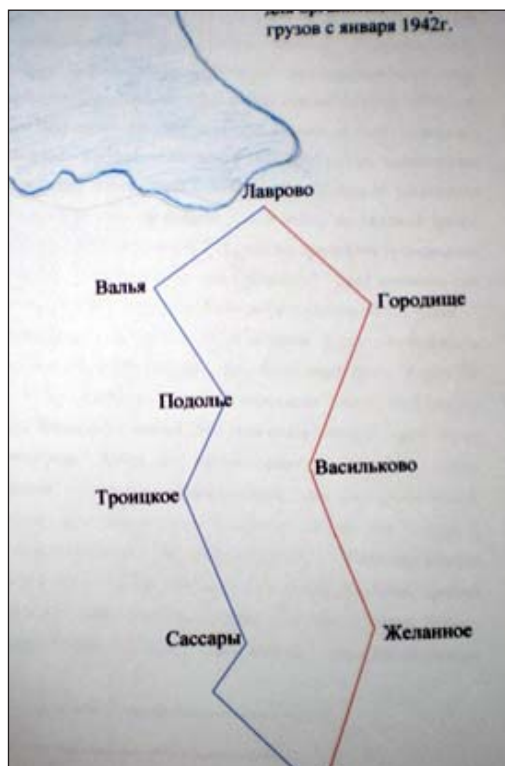 грузов с января 1942г.
Лаврово
Валья
Городище
Подолье
Васильково
Троицкое
Желанное
Сассары